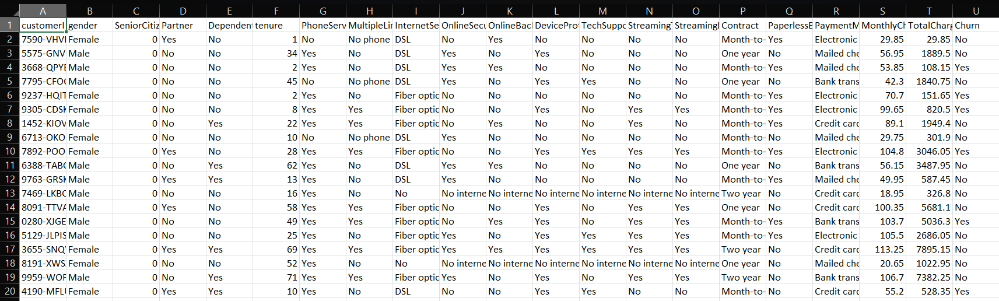 A B C D E F G H I J K L M N O P Q R S T U
1 customerI gender SeniorCitiz Partner Dependent tenure PhoneServ MultipleLin InternetSe OnlineSecu OnlineBacl DevicePro TechSuppo Streaming StreamingI Contract PaperlessB PaymentM MonthlyCh TotalCharg Churn
2 7590-VHVI Female 0 Yes No 1 No No phone DSL No Yes No No No No Month-to- Yes Electronic 29.85 29.85 No
3 5575-GNV Male 0 No No 34 Yes No DSL Yes No Yes No No No One year No Mailed che 56.95 1889.5 No
4 3668-QPYI Male 0 No No 2 Yes No DSL Yes Yes No No No No Month-to- Yes Mailed che 53.85 108.15 Yes
5 7795-CFO Male 0 No No 45 No No phone DSL Yes No Yes Yes No No One year No Bank trans 42.3 1840.75 No
6 9237-HQIT Female 0 No No 2 Yes No Fiber optic No No No No No No Month-to- Yes Electronic 70.7 151.65 Yes
7 9305-CDSK Female 0 No No 8 Yes Yes Fiber optic No No Yes No Yes Yes Month-to- Yes Electronic 99.65 820.5 Yes
8 1452-KIOV Male 0 No Yes 22 Yes Yes Fiber optic No Yes No No Yes No Month-to- Yes Credit card 89.1 1949.4 No
9 6713-OKO Female 0 No No 10 No No phone DSL Yes No No No No No Month-to- No Mailed che 29.75 301.9 No
10 7892-POO Female 0 Yes No 28 Yes Yes Fiber optic No No Yes Yes Yes Yes Month-to- Yes Electronic 104.8 3046.05 Yes
11 6388-TABC Male 0 No Yes 62 Yes No DSL Yes Yes No No No No One year No Bank trans 56.15 3487.95 No
12 9763-GRSK Male 0 Yes Yes 13 Yes No DSL Yes No No No No No Month-to- Yes Mailed che 49.95 587.45 No
13 7469-LKBC Male 0 No No 16 Yes No No No interne No interne No interne No interne No interne No interne Two year No Credit card 18.95 326.8 No
14 8091-TTVA Male 0 Yes No 58 Yes Yes Fiber optic No No Yes No Yes Yes One year No Credit card 100.35 5681.1 No
15 0280-XJGE Male 0 No No 49 Yes Yes Fiber optic No Yes Yes No Yes Yes Month-to- Yes Bank trans 103.7 5036.3 Yes
16 5129-JLPIS Male 0 No No 25 Yes No Fiber optic Yes No Yes Yes Yes Yes Month-to- Yes Electronic 105.5 2686.05 No
17 3655-SNQ Female 0 Yes Yes 69 Yes Yes Fiber optic Yes Yes Yes Yes Yes Yes Two year No Credit card 113.25 7895.15 No
18 8191-XWS Female 0 No No 52 Yes No No No interne No interne No interne No interne No interne No interne One year No Mailed che 20.65 1022.95 No
19 9959-WOF Male 0 No Yes 71 Yes Yes Fiber optic Yes No Yes No Yes Yes Two year No Bank trans 106.7 7382.25 No
20 4190-MFLU Female 0 Yes Yes 10 Yes No DSL No No Yes Yes No No Month-to- No Credit card 55.2 528.35 Yes